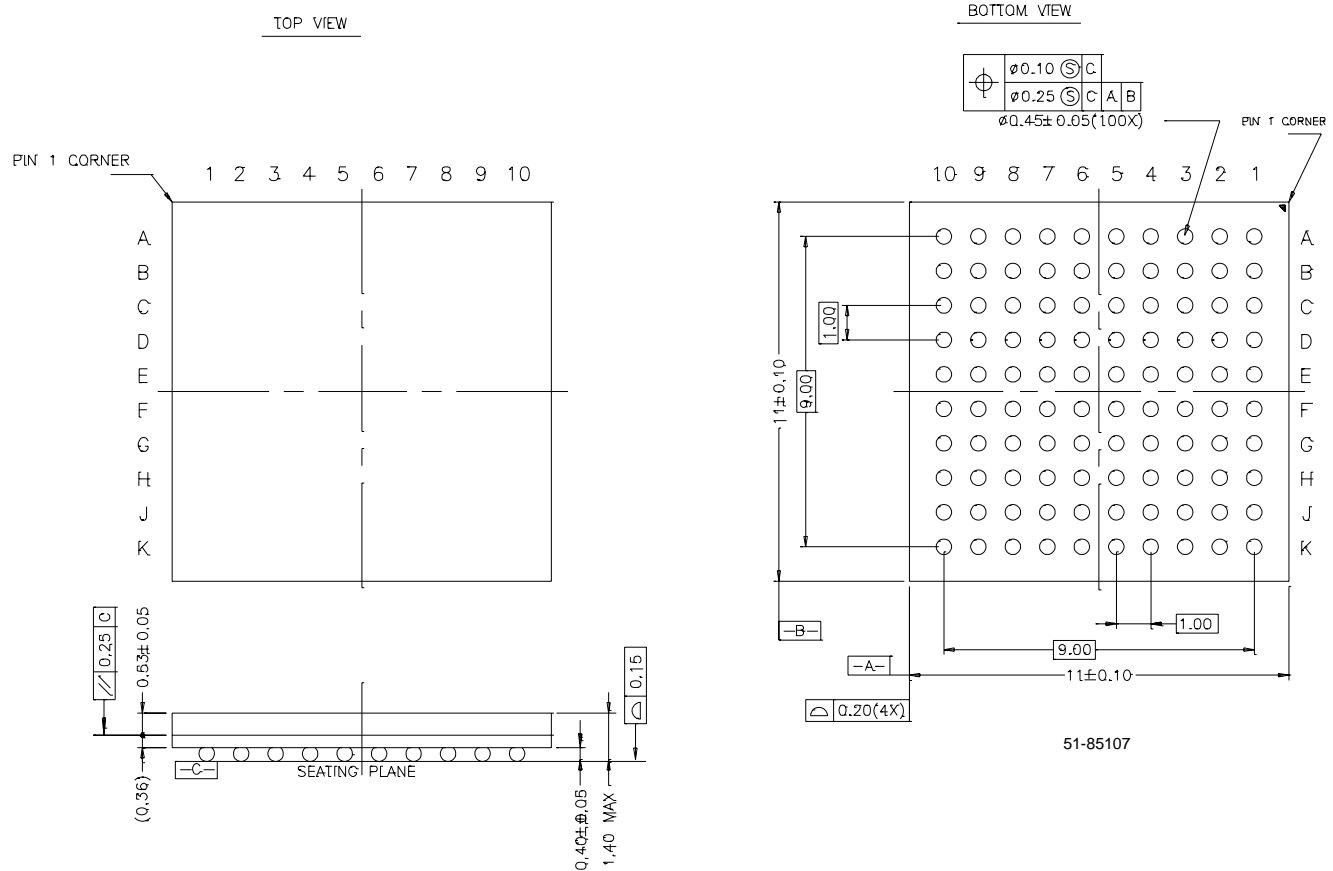 TOP VIEW
PIN 1 CORNER
1 2 3 4 5 6 7 8 9 10
A
B
C
D
E
F
G
H
J
K
// 0.25 C
0.53±0.05
(0.36)
-C-
SEATING PLANE
0.40±0.05
1.40 MAX
⌓ 0.15
BOTTOM VIEW
⌀0.10 Ⓢ C
⌀0.25 Ⓢ C A B
⌀0.45±0.05(100X)
PIN 1 CORNER
10 9 8 7 6 5 4 3 2 1
A
B
C
D
E
F
G
H
J
K
1.00
9.00
11±0.10
-B-
1.00
9.00
-A-
11±0.10
⌓ 0.20(4X)
51-85107